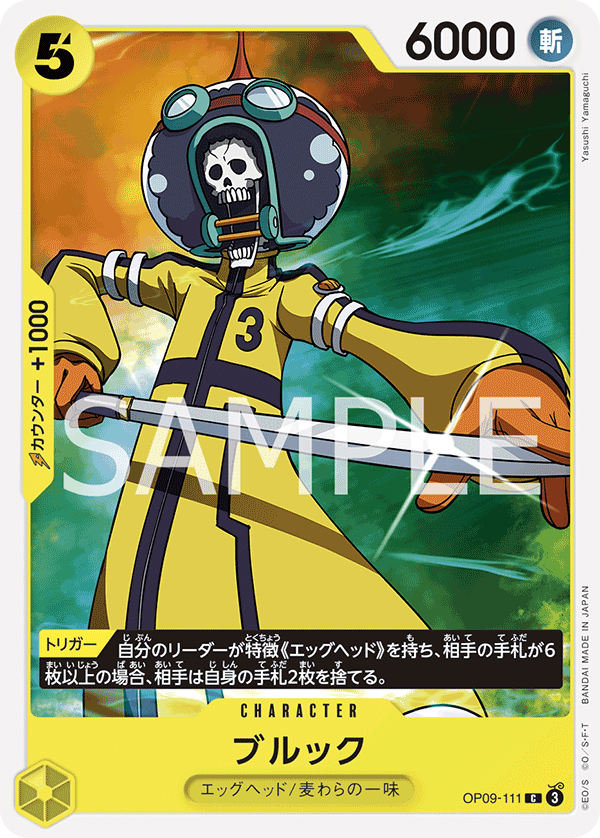 5
6000
斬
Yasushi Yamaguchi
3
カウンター +1000
SAMPLE
トリガー 自分のリーダーが特徴《エッグヘッド》を持ち、相手の手札が6
枚以上の場合、相手は自身の手札2枚を捨てる。
CHARACTER
ブルック
エッグヘッド/麦わらの一味
OP09-111 C 3
©E.O/S ©O/S・F・T BANDAI MADE IN JAPAN